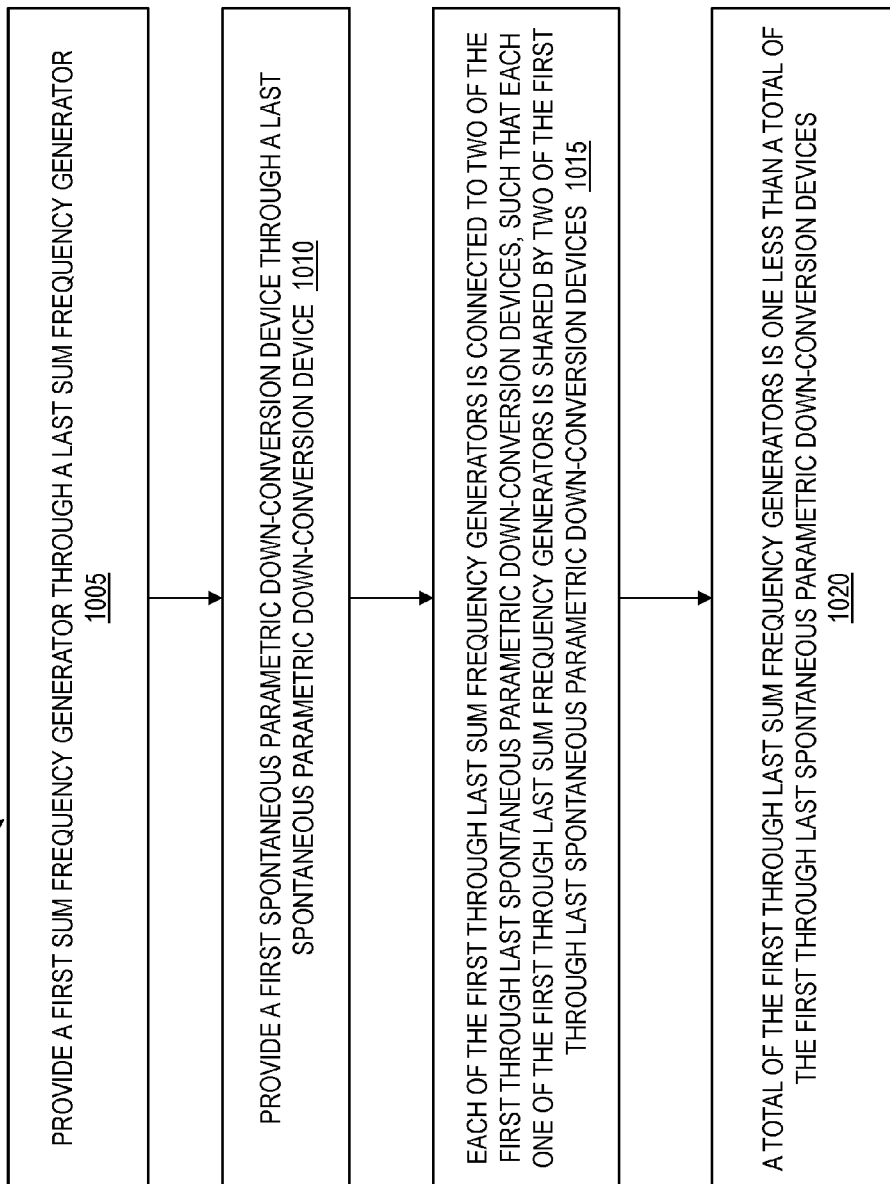 PROVIDE A FIRST SUM FREQUENCY GENERATOR THROUGH A LAST SUM FREQUENCY GENERATOR
1005
PROVIDE A FIRST SPONTANEOUS PARAMETRIC DOWN-CONVERSION DEVICE THROUGH A LAST
SPONTANEOUS PARAMETRIC DOWN-CONVERSION DEVICE 1010
EACH OF THE FIRST THROUGH LAST SUM FREQUENCY GENERATORS IS CONNECTED TO TWO OF THE
FIRST THROUGH LAST SPONTANEOUS PARAMETRIC DOWN-CONVERSION DEVICES, SUCH THAT EACH
ONE OF THE FIRST THROUGH LAST SUM FREQUENCY GENERATORS IS SHARED BY TWO OF THE FIRST
THROUGH LAST SPONTANEOUS PARAMETRIC DOWN-CONVERSION DEVICES 1015
A TOTAL OF THE FIRST THROUGH LAST SUM FREQUENCY GENERATORS IS ONE LESS THAN A TOTAL OF
THE FIRST THROUGH LAST SPONTANEOUS PARAMETRIC DOWN-CONVERSION DEVICES
1020